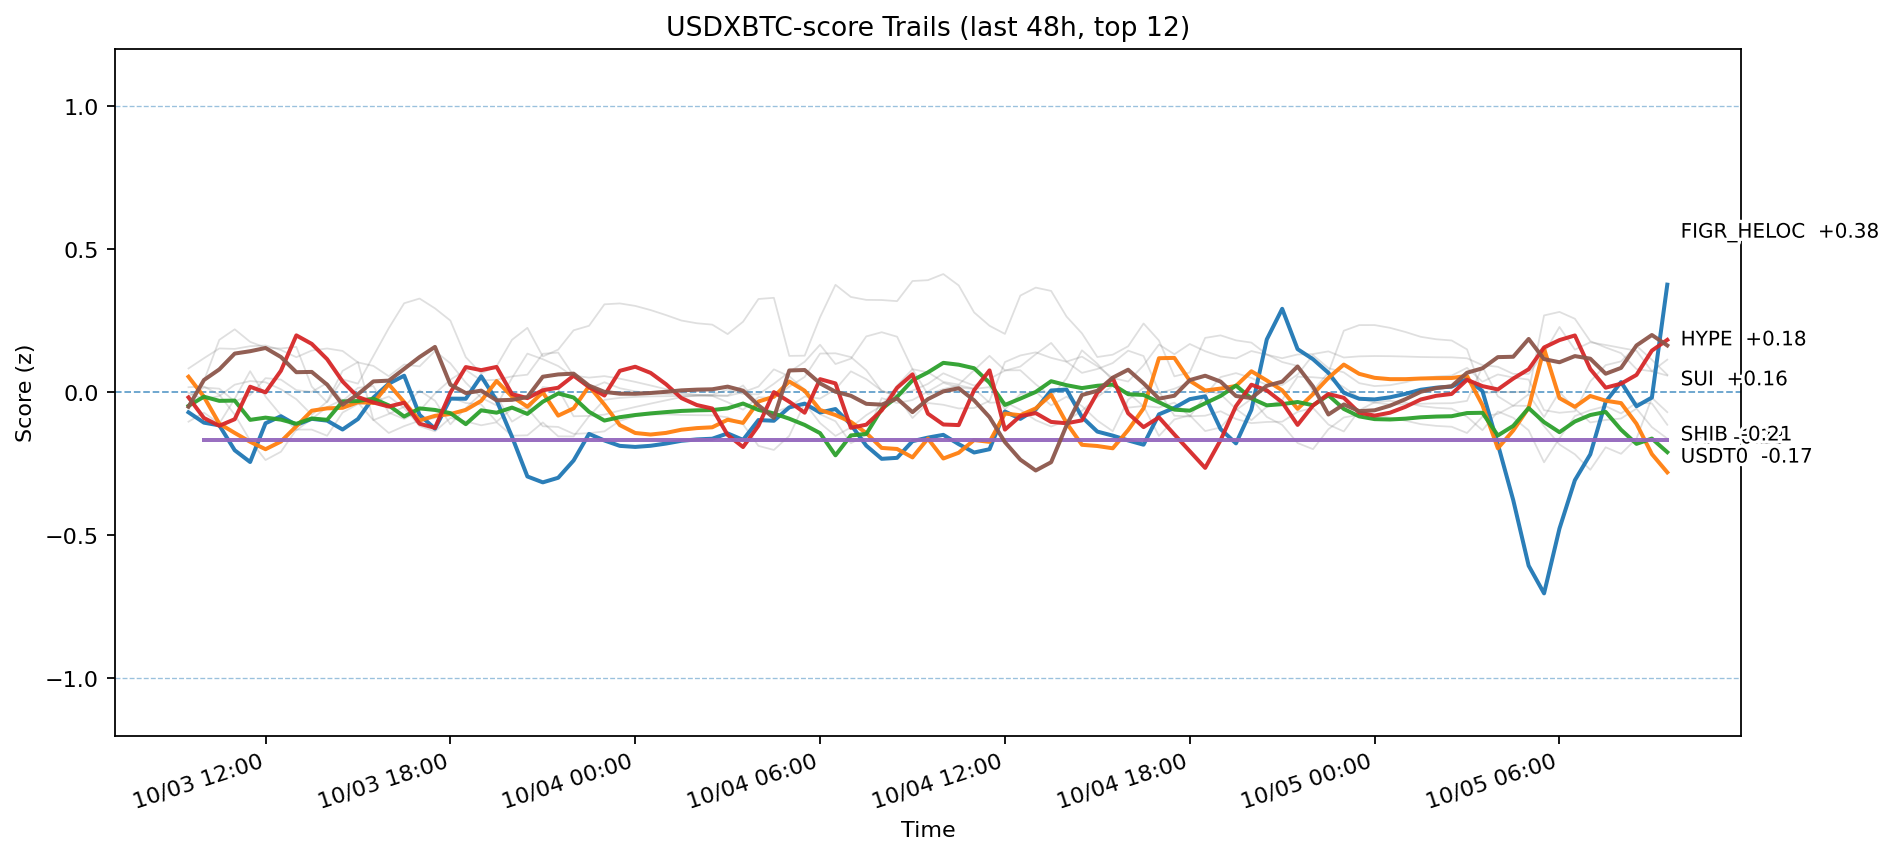 USDXBTC-score Trails (last 48h, top 12)
Score (z)
1.0
0.5
0.0
−0.5
−1.0
FIGR_HELOC +0.38
HYPE +0.18
SUI +0.16
SHIB -0.21
USDT0 -0.17
10/03 12:00
10/03 18:00
10/04 00:00
10/04 06:00
10/04 12:00
10/04 18:00
10/05 00:00
10/05 06:00
Time